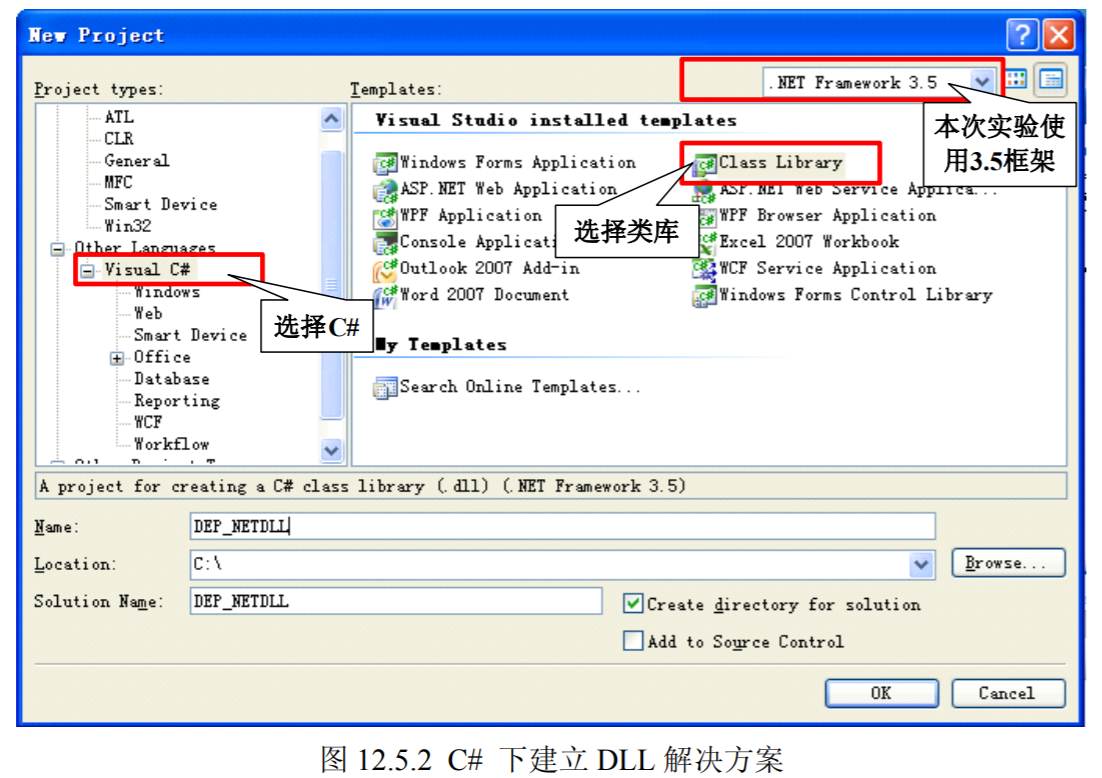 New Project
Project types:
Templates:
.NET Framework 3.5
本次实验使
用3.5框架
ATL
CLR
General
MFC
Smart Device
Win32
Other Languages
Visual C#
Windows
Web
Smart Device
Office
Database
Reporting
WCF
Workflow
选择C#
Visual Studio installed templates
Windows Forms Application
Class Library
ASP.NET Web Application
ASP.NET Web Service Applica...
WPF Application
WPF Browser Application
Console Applicati
Excel 2007 Workbook
Outlook 2007 Add-in
WCF Service Application
Word 2007 Document
Windows Forms Control Library
选择类库
My Templates
Search Online Templates...
A project for creating a C# class library (.dll) (.NET Framework 3.5)
Name:
DEP_NETDLL
Location:
C:\
Browse...
Solution Name:
DEP_NETDLL
Create directory for solution
Add to Source Control
OK
Cancel
图 12.5.2 C# 下建立 DLL 解决方案